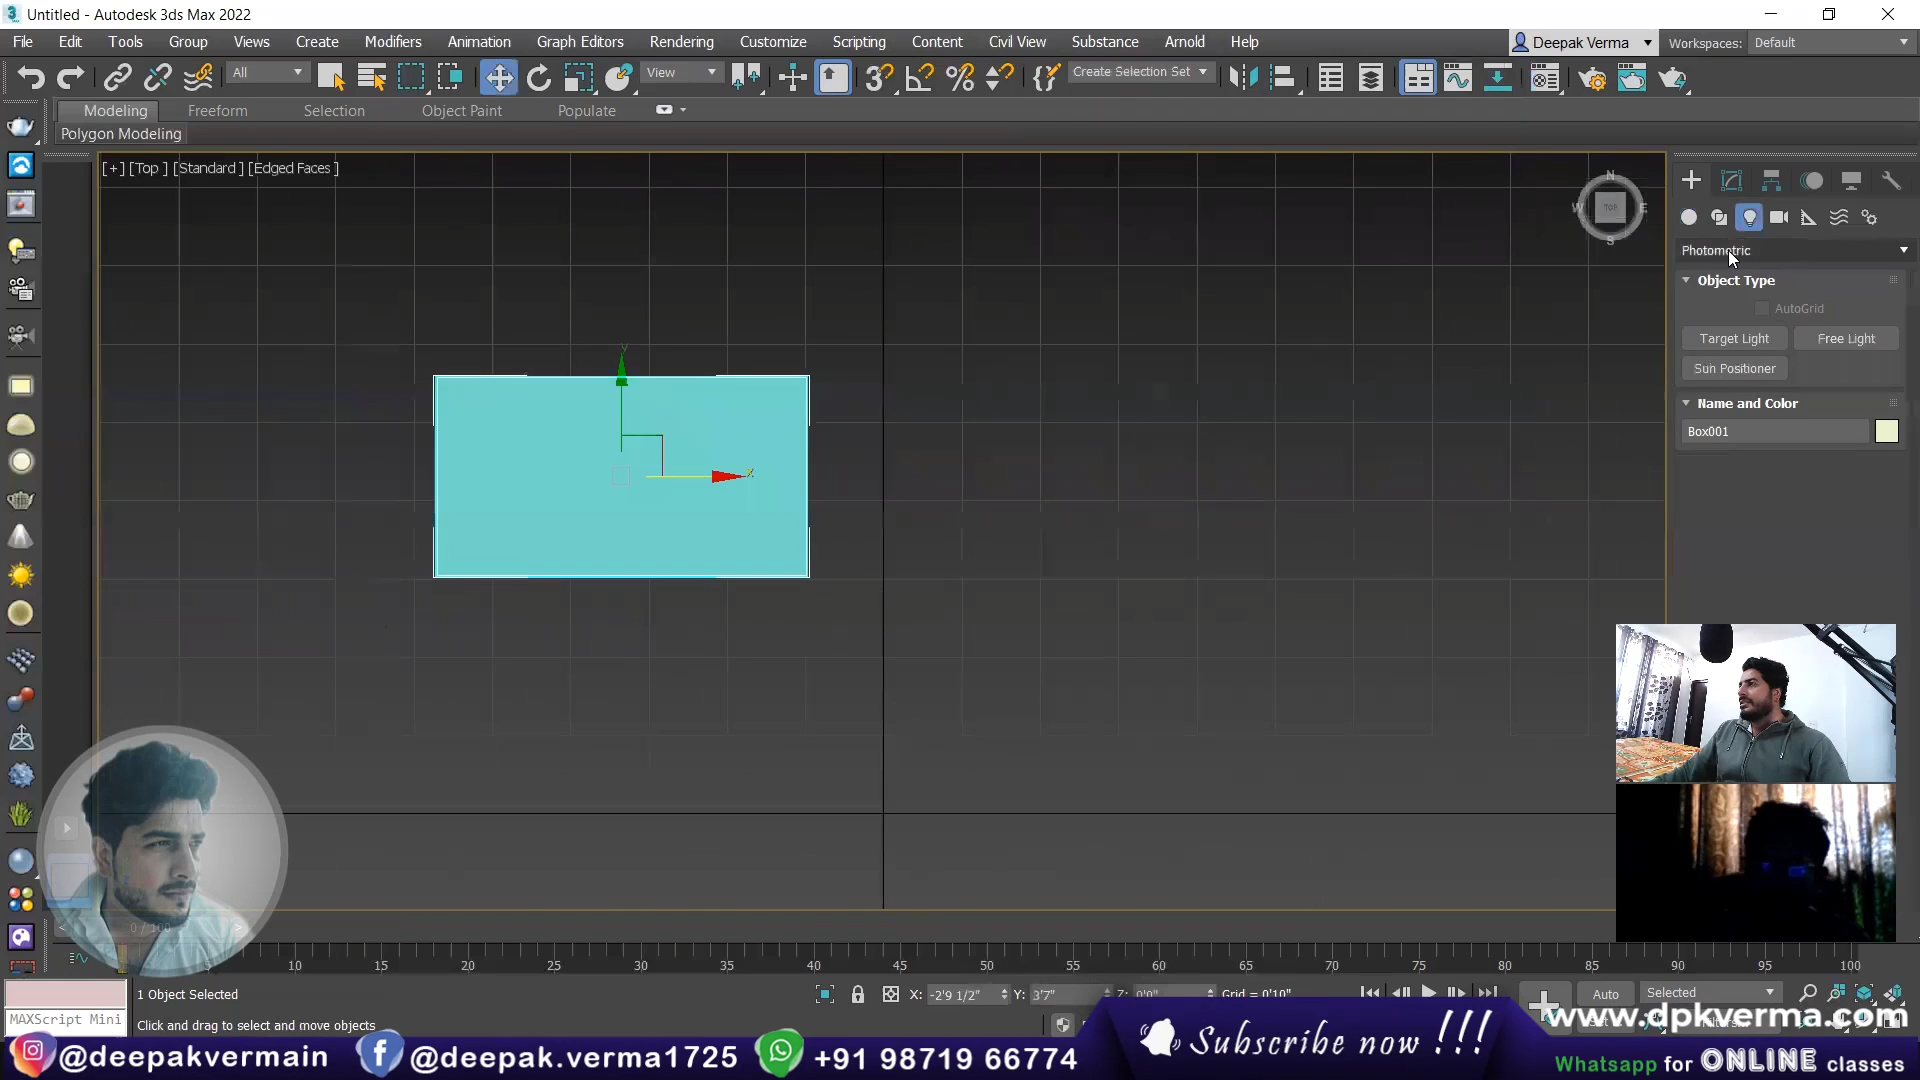 Untitled - Autodesk 3ds Max 2022
File Edit Tools Group Views Create Modifiers Animation Graph Editors Rendering Customize Scripting Content Civil View Substance Arnold Help
Deepak Verma
Workspaces: Default
All
View
Create Selection Set
Modeling Freeform Selection Object Paint Populate
Polygon Modeling
[+] [Top ] [Standard ] [Edged Faces ]
N
W TOP E
S
Y
X
Photometric
Object Type
AutoGrid
Target Light Free Light
Sun Positioner
Name and Color
Box001
< 0 / 100 >
5 10 15 20 25 30 35 40 45 50 55 60 65 70 75 80 85 90 95 100
1 Object Selected
X: -2'9 1/2" Y: 3'7" Z: 0'0" Grid = 0'10"
Auto Selected
MAXScript Mini
Click and drag to select and move objects
www.dpkverma.com
@deepakvermain
@deepak.verma1725
+91 98719 66774
Subscribe now !!!
Whatsapp for ONLINE classes